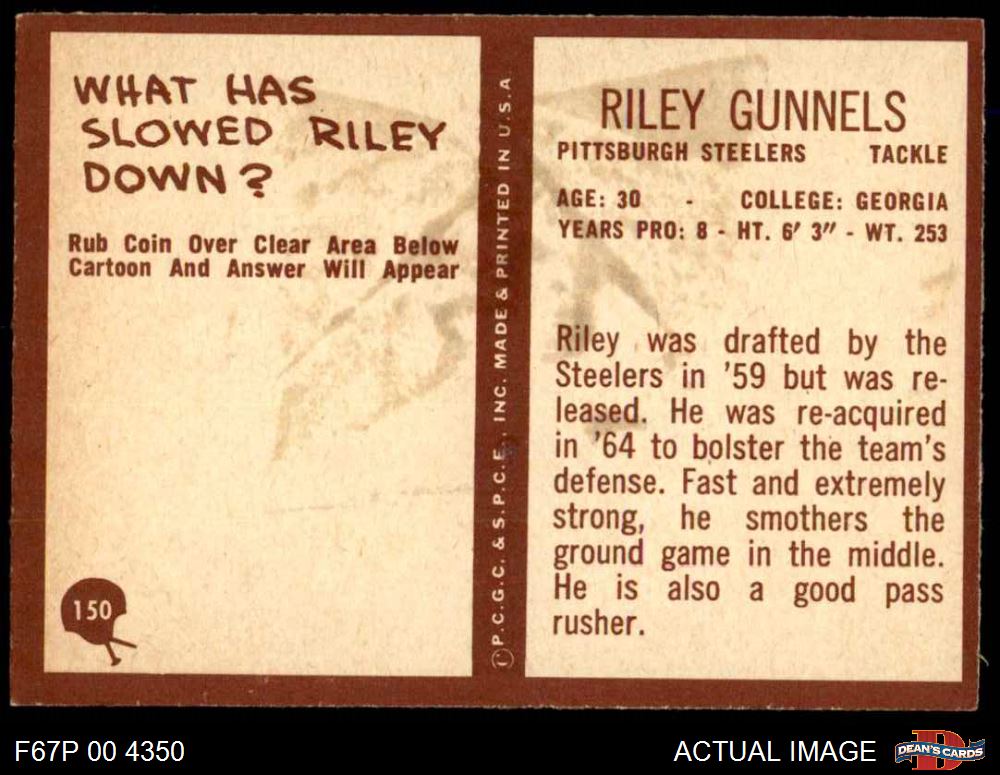 WHAT HAS
SLOWED RILEY
DOWN?
Rub Coin Over Clear Area Below
Cartoon And Answer Will Appear
150
P.C.G.C. & S.P.C.E., INC. MADE & PRINTED IN U.S.A
RILEY GUNNELS
PITTSBURGH STEELERS TACKLE
AGE: 30 - COLLEGE: GEORGIA
YEARS PRO: 8 - HT. 6' 3" - WT. 253
Riley was drafted by the
Steelers in '59 but was re-
leased. He was re-acquired
in '64 to bolster the team's
defense. Fast and extremely
strong, he smothers the
ground game in the middle.
He is also a good pass
rusher.
F67P 00 4350
ACTUAL IMAGE
DEAN'S CARDS